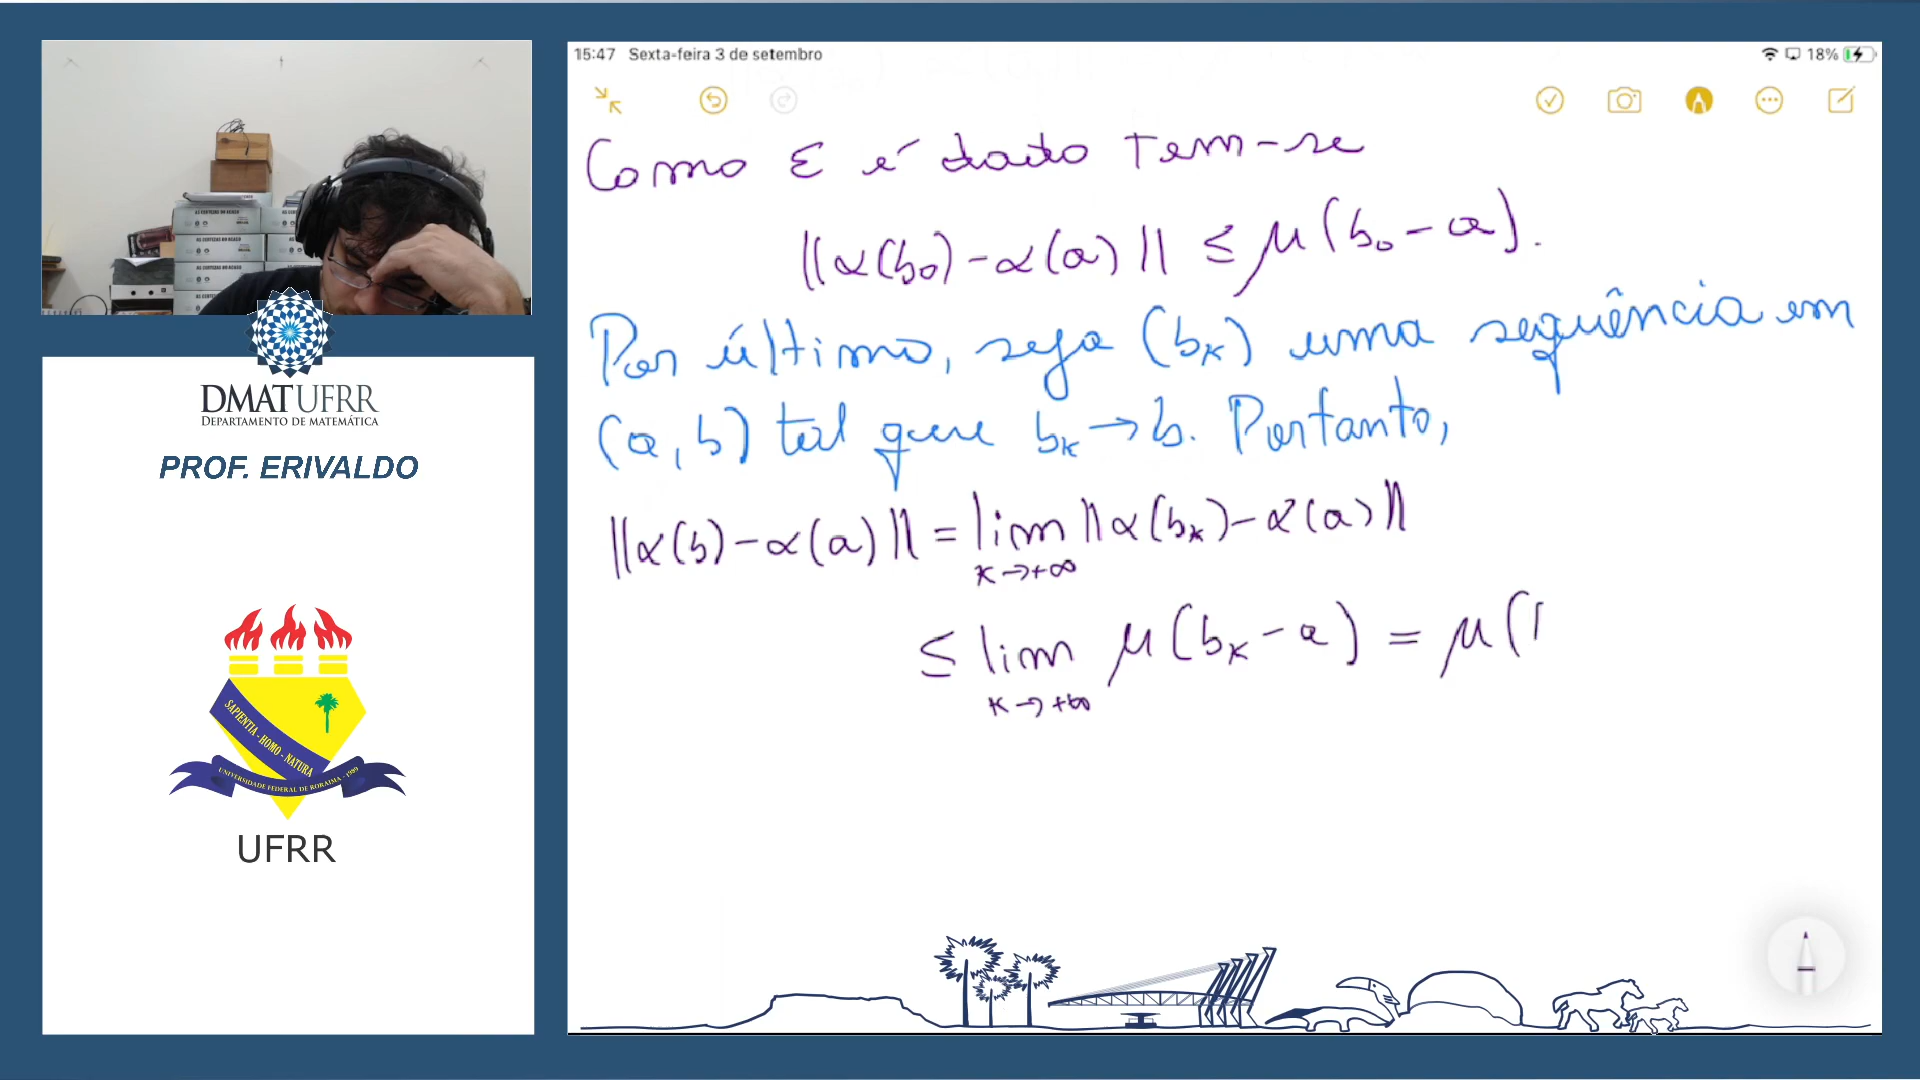 15:47 Sexta-feira 3 de setembro 18%
Como ε é dado tem-se
||α(b₀)-α(a)|| ≤ μ(b₀-a).
Por último, seja (bₖ) uma sequência em
(a,b) tal que bₖ→b. Portanto,
||α(b)-α(a)|| = lim ||α(bₖ)-α(a)||
k→+∞
≤ lim μ(bₖ-a) = μ(
k→+∞
DMATUFRR
DEPARTAMENTO DE MATEMÁTICA
PROF. ERIVALDO
SAPIENTIA - HOMO - NATURA
UNIVERSIDADE FEDERAL DE RORAIMA - 1989
UFRR